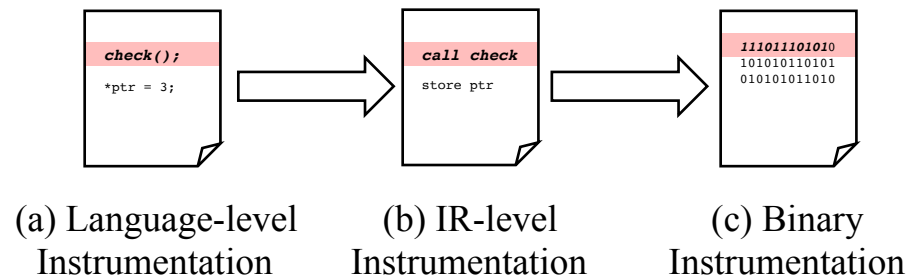 check();
*ptr = 3;
call check
store ptr
111011101010
101010110101
010101011010
(a) Language-level
Instrumentation
(b) IR-level
Instrumentation
(c) Binary
Instrumentation